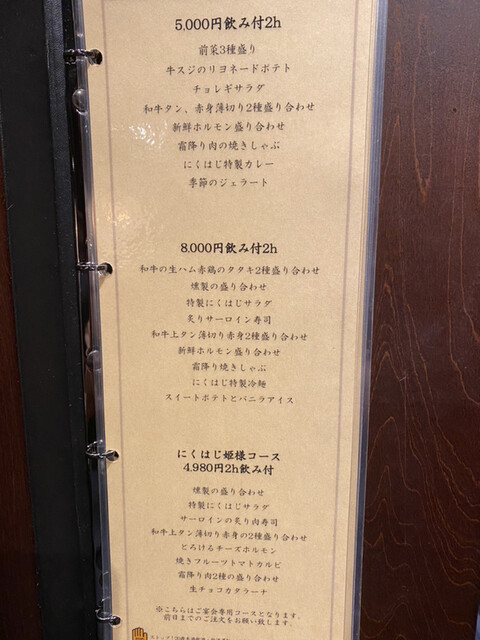 5,000円飲み付2h
前菜3種盛り
牛スジのリヨネードポテト
チョレギサラダ
和牛タン、赤身薄切り2種盛り合わせ
新鮮ホルモン盛り合わせ
霜降り肉の焼きしゃぶ
にくはじ特製カレー
季節のジェラート
8,000円飲み付2h
和牛の生ハム赤鶏のタタキ2種盛り合わせ
燻製の盛り合わせ
特製にくはじサラダ
炙りサーロイン寿司
和牛上タン薄切り赤身2種盛り合わせ
新鮮ホルモン盛り合わせ
霜降り焼きしゃぶ
にくはじ特製冷麺
スイートポテトとバニラアイス
にくはじ姫様コース
4,980円2h飲み付
燻製の盛り合わせ
特製にくはじサラダ
サーロインの炙り肉寿司
和牛上タン薄切り赤身の2種盛り合わせ
とろけるチーズホルモン
焼きフルーツトマトカルビ
霜降り肉2種の盛り合わせ
生チョコカタラーナ
※こちらはご宴会専用コースとなります。
前日までのご注文をお願い致します。